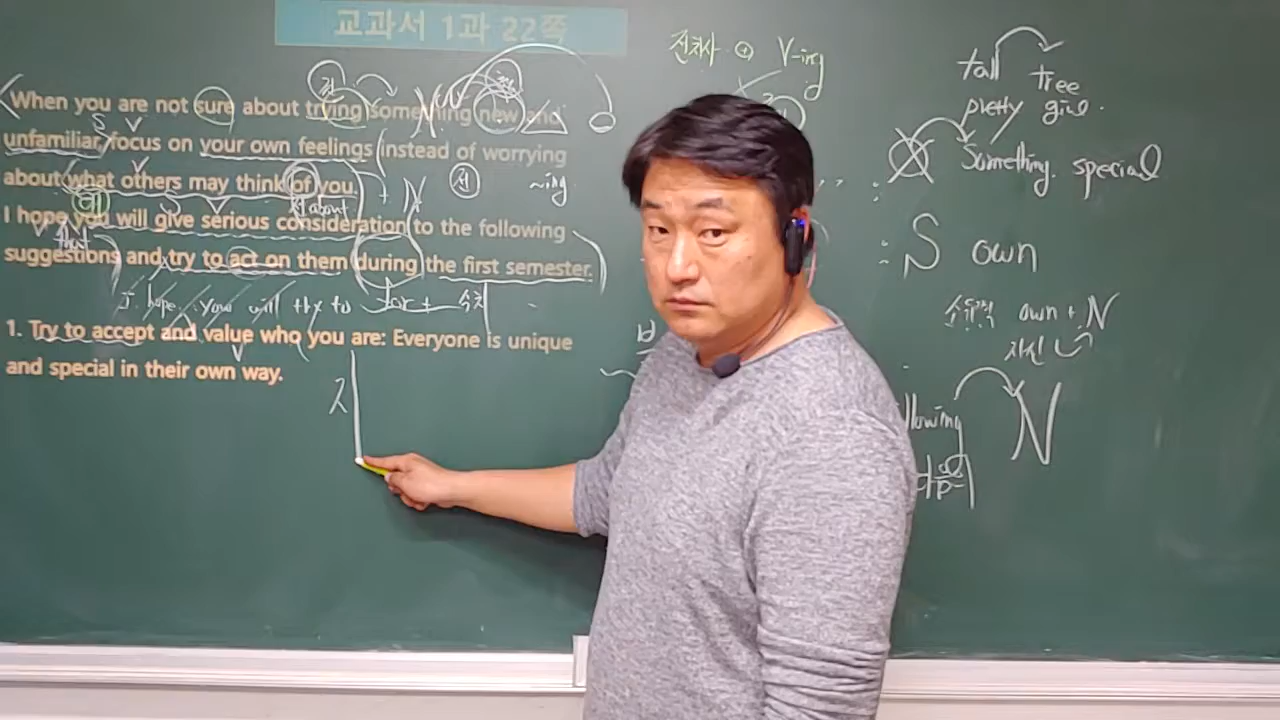 교과서 1과 22쪽
When you are not sure about trying something new and
unfamiliar, focus on your own feelings instead of worrying
about what others may think of you.
I hope you will give serious consideration to the following
suggestions and try to act on them during the first semester.
1. Try to accept and value who you are: Everyone is unique
and special in their own way.
S V
V
+ N
전
~ing
about
S V
V
that
I hope you will try to for +
V
전치사 + V-ing
tall tree
pretty girl.
Something special
S own
소유격 own + N
자신
llowing N